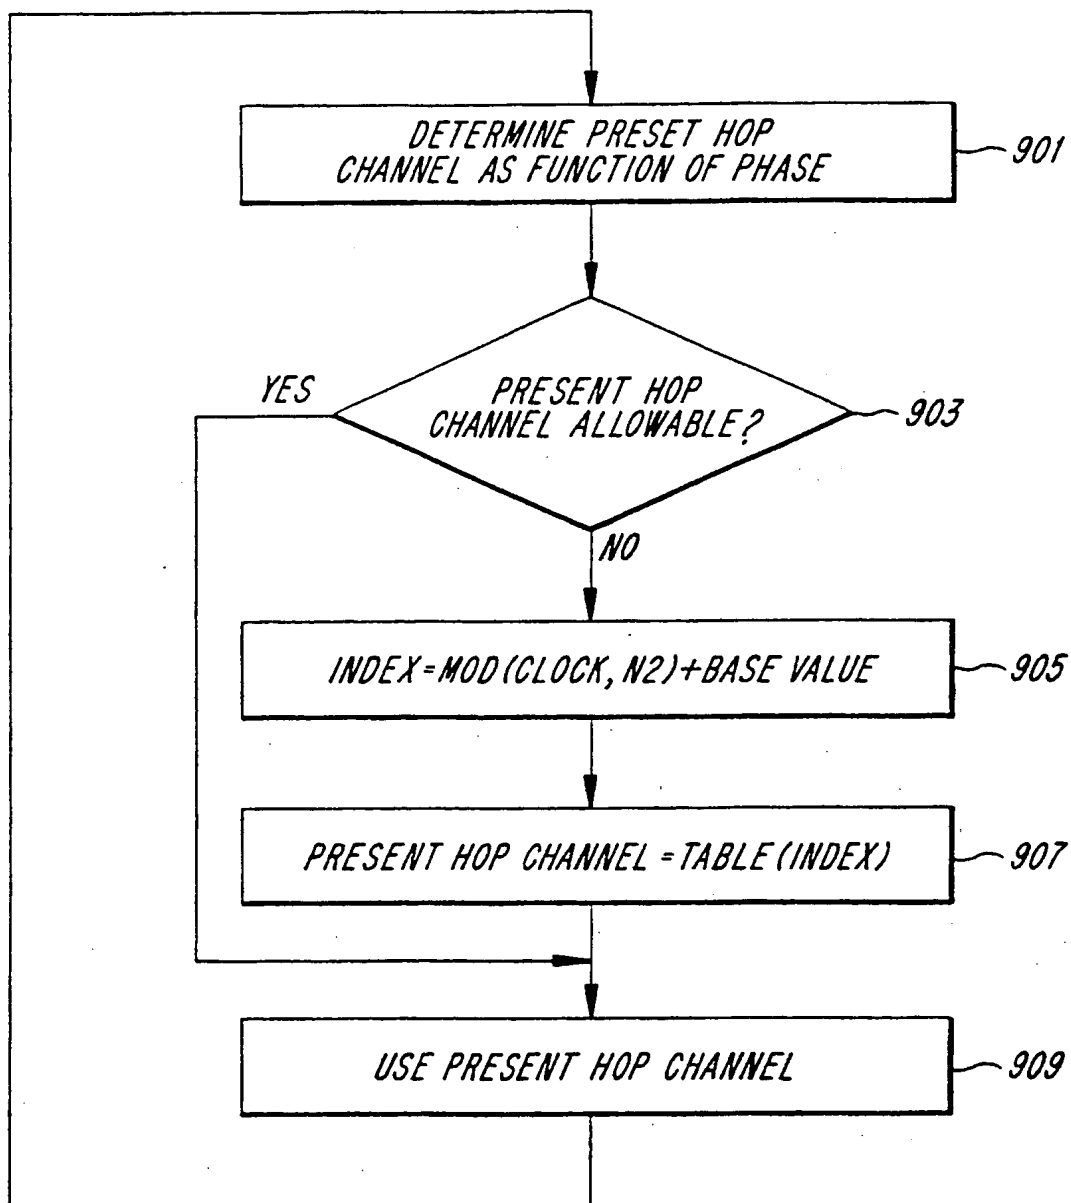 DETERMINE PRESET HOP
CHANNEL AS FUNCTION OF PHASE
901
YES
PRESENT HOP
CHANNEL ALLOWABLE?
903
NO
INDEX=MOD(CLOCK, N2)+BASE VALUE
905
PRESENT HOP CHANNEL=TABLE(INDEX)
907
USE PRESENT HOP CHANNEL
909